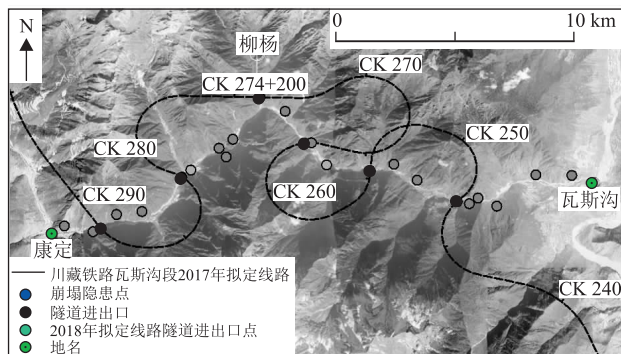 N
0
10 km
柳杨
CK 270
CK 274+200
CK 280
CK 250
CK 290
CK 260
瓦斯沟
康定
CK 240
川藏铁路瓦斯沟段2017年拟定线路
崩塌隐患点
隧道进出口
2018年拟定线路隧道进出口点
地名